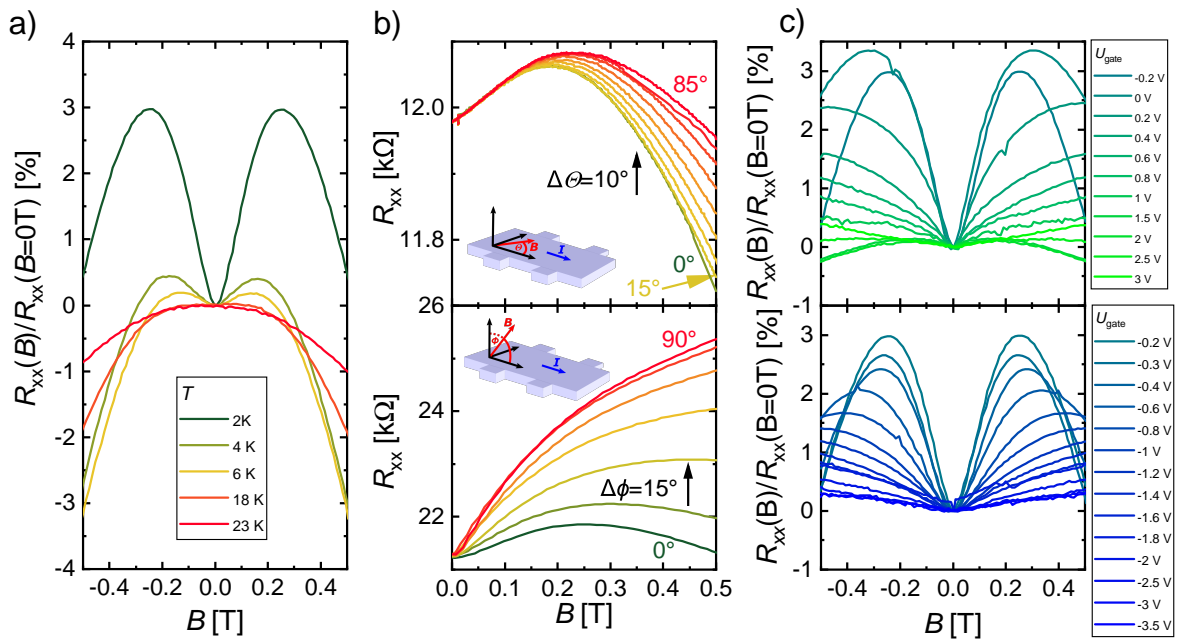 a)
R_xx(B)/R_xx(B=0T) [%]
4
3
2
1
0
-1
-2
-3
-4
-0.4 -0.2 0.0 0.2 0.4
B [T]
T
2K
4 K
6 K
18 K
23 K
b)
R_xx [kΩ]
12.0
11.8
85°
ΔΘ=10°
0°
15°
B
Θ
I
R_xx [kΩ]
26
24
22
90°
Δϕ=15°
0°
B
ϕ
I
0.0 0.1 0.2 0.3 0.4 0.5
B [T]
c)
R_xx(B)/R_xx(B=0T) [%]
3
2
1
0
-1
U_gate
-0.2 V
0 V
0.2 V
0.4 V
0.6 V
0.8 V
1 V
1.5 V
2 V
2.5 V
3 V
R_xx(B)/R_xx(B=0T) [%]
3
2
1
0
-1
-0.4 -0.2 0.0 0.2 0.4
B [T]
U_gate
-0.2 V
-0.3 V
-0.4 V
-0.6 V
-0.8 V
-1 V
-1.2 V
-1.4 V
-1.6 V
-1.8 V
-2 V
-2.5 V
-3 V
-3.5 V